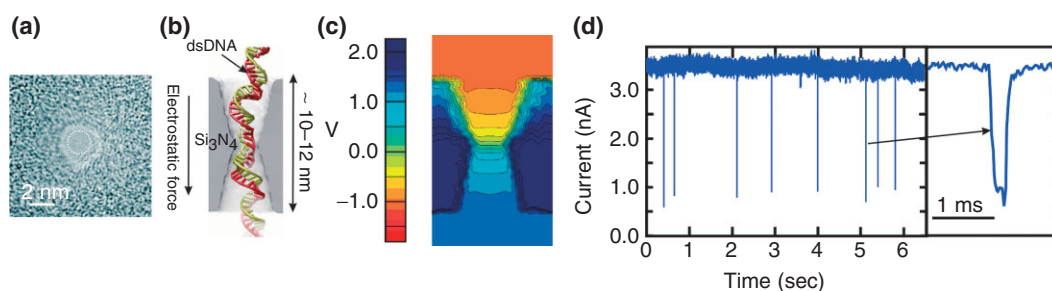 (a)
2 nm
(b)
dsDNA
Electrostatic force
Si3N4
~ 10–12 nm
(c)
V
2.0
1.0
0.0
−1.0
(d)
Current (nA)
3.0
2.0
1.0
0.0
0 1 2 3 4 5 6
Time (sec)
1 ms